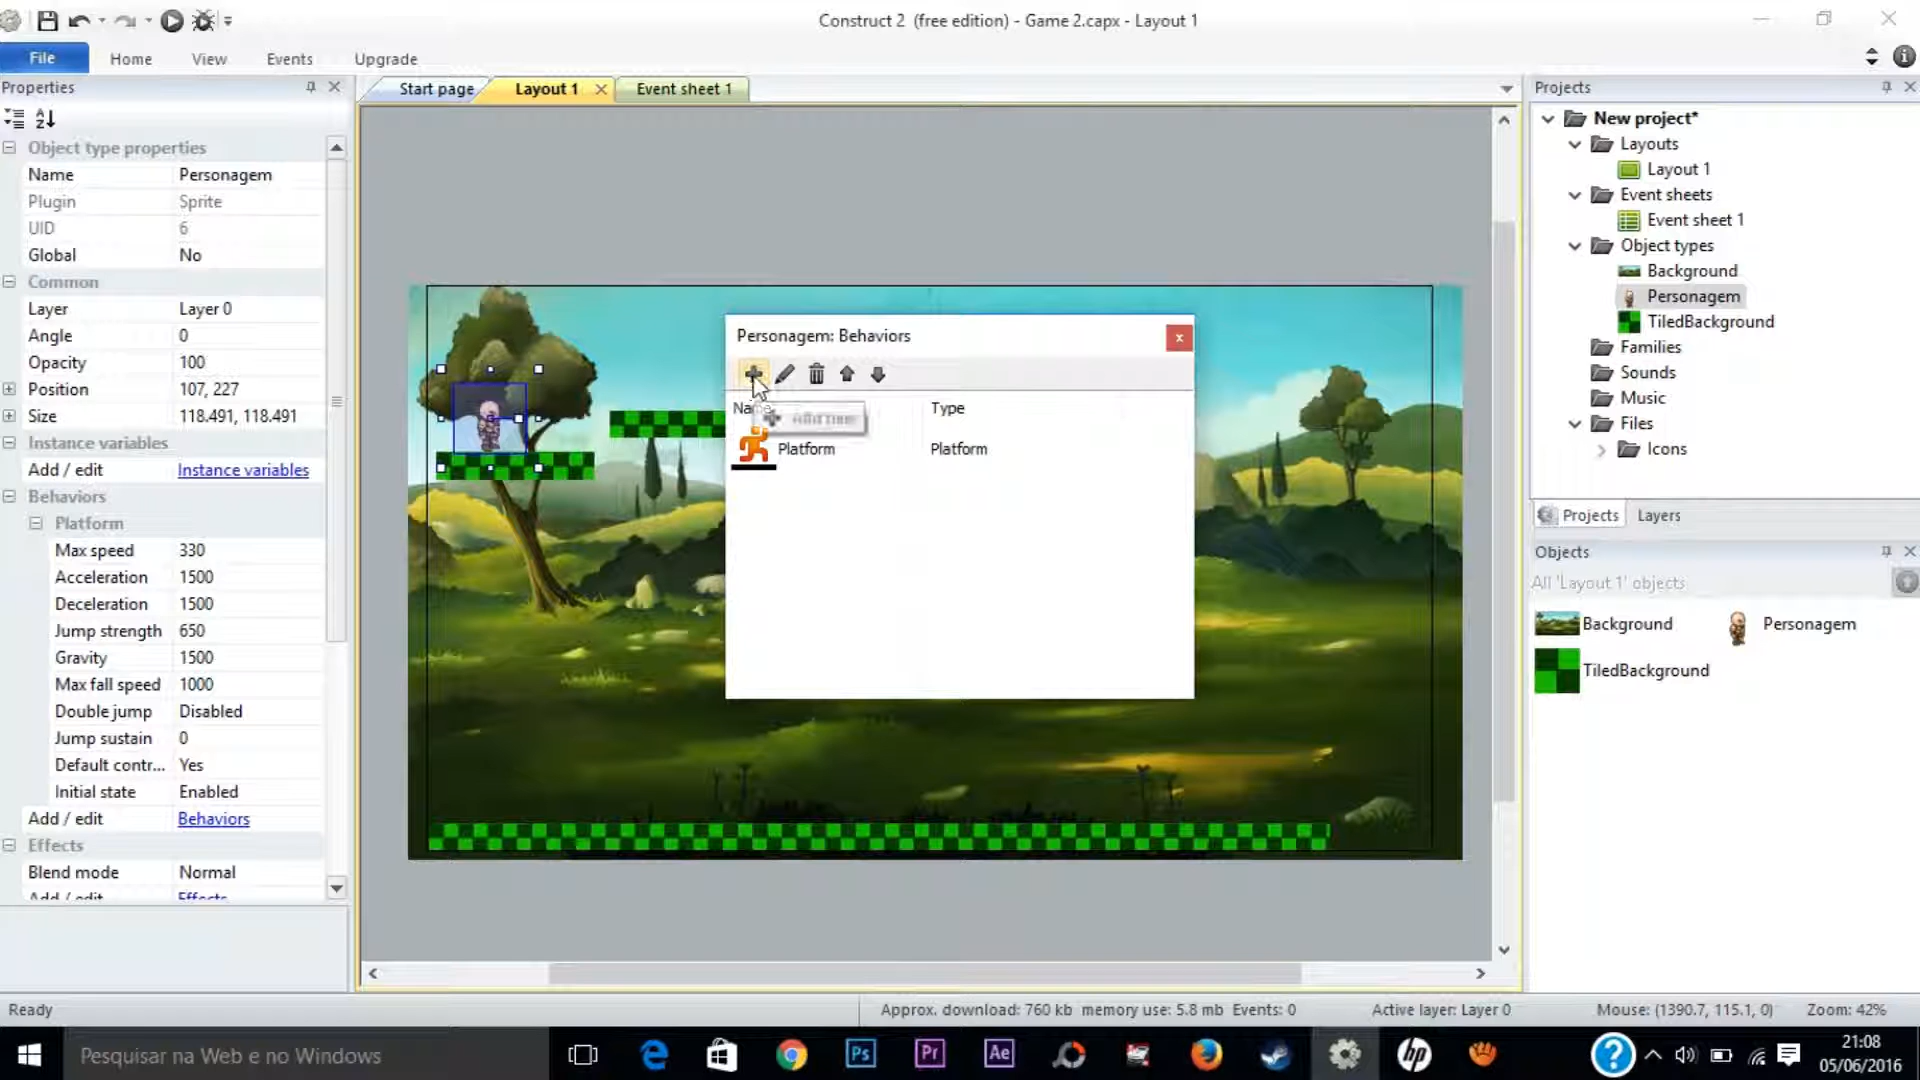 Construct 2 (free edition) - Game 2.capx - Layout 1
File Home View Events Upgrade
Properties
Object type properties
Name Personagem
Plugin Sprite
UID 6
Global No
Common
Layer Layer 0
Angle 0
Opacity 100
Position 107, 227
Size 118.491, 118.491
Instance variables
Add / edit Instance variables
Behaviors
Platform
Max speed 330
Acceleration 1500
Deceleration 1500
Jump strength 650
Gravity 1500
Max fall speed 1000
Double jump Disabled
Jump sustain 0
Default contr... Yes
Initial state Enabled
Add / edit Behaviors
Effects
Blend mode Normal
Add / edit Effects
Start page Layout 1 Event sheet 1
Personagem: Behaviors
x
Name Type
Platform Platform
Projects
New project*
Layouts
Layout 1
Event sheets
Event sheet 1
Object types
Background
Personagem
TiledBackground
Families
Sounds
Music
Files
Icons
Projects Layers
Objects
All 'Layout 1' objects
Background Personagem
TiledBackground
Ready Approx. download: 760 kb memory use: 5.8 mb Events: 0 Active layer: Layer 0 Mouse: (1390.7, 115.1, 0) Zoom: 42%
Pesquisar na Web e no Windows
Ps Pr Ae hp ?
21:08
05/06/2016